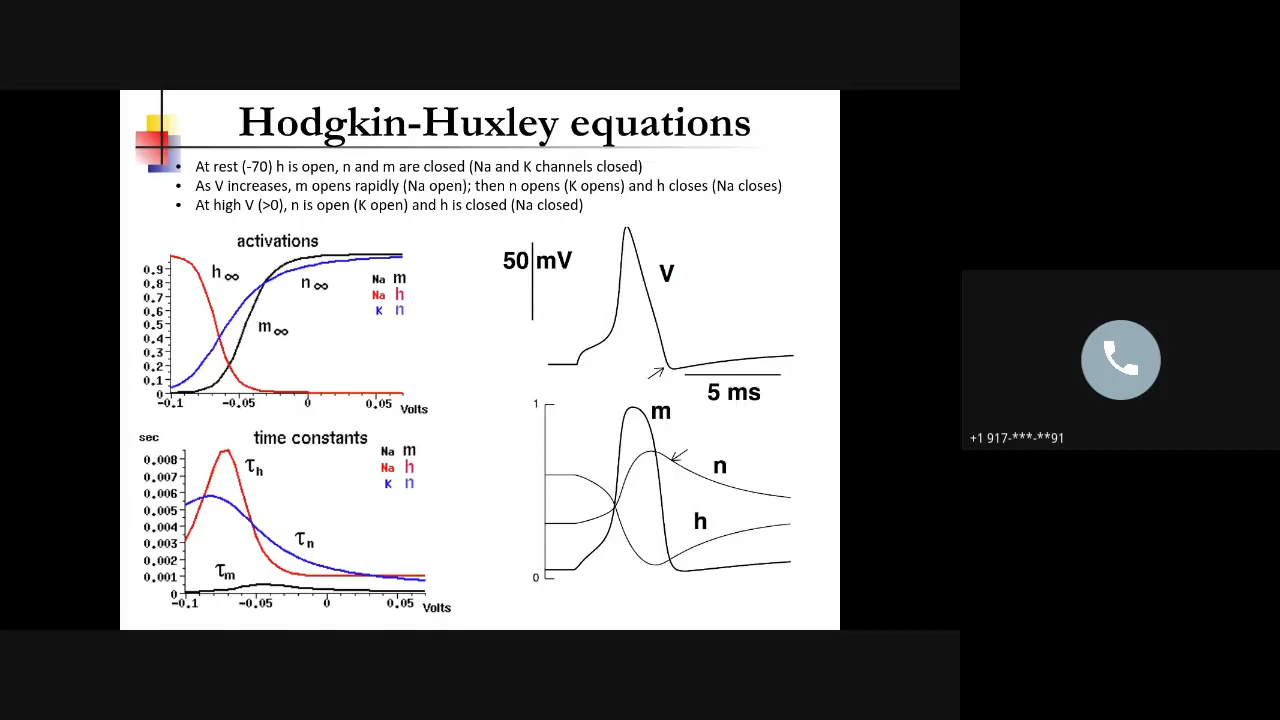 Hodgkin-Huxley equations
• At rest (-70) h is open, n and m are closed (Na and K channels closed)
• As V increases, m opens rapidly (Na open); then n opens (K opens) and h closes (Na closes)
• At high V (>0), n is open (K open) and h is closed (Na closed)
activations
h∞
n∞
m∞
Na m
Na h
K n
0.9
0.8
0.7
0.6
0.5
0.4
0.3
0.2
0.1
0
-0.1 -0.05 0 0.05 Volts
sec
time constants
τh
τn
τm
Na m
Na h
K n
0.008
0.007
0.006
0.005
0.004
0.003
0.002
0.001
0
-0.1 -0.05 0 0.05 Volts
50 mV
V
5 ms
1
m
n
h
0
+1 917-***-**91